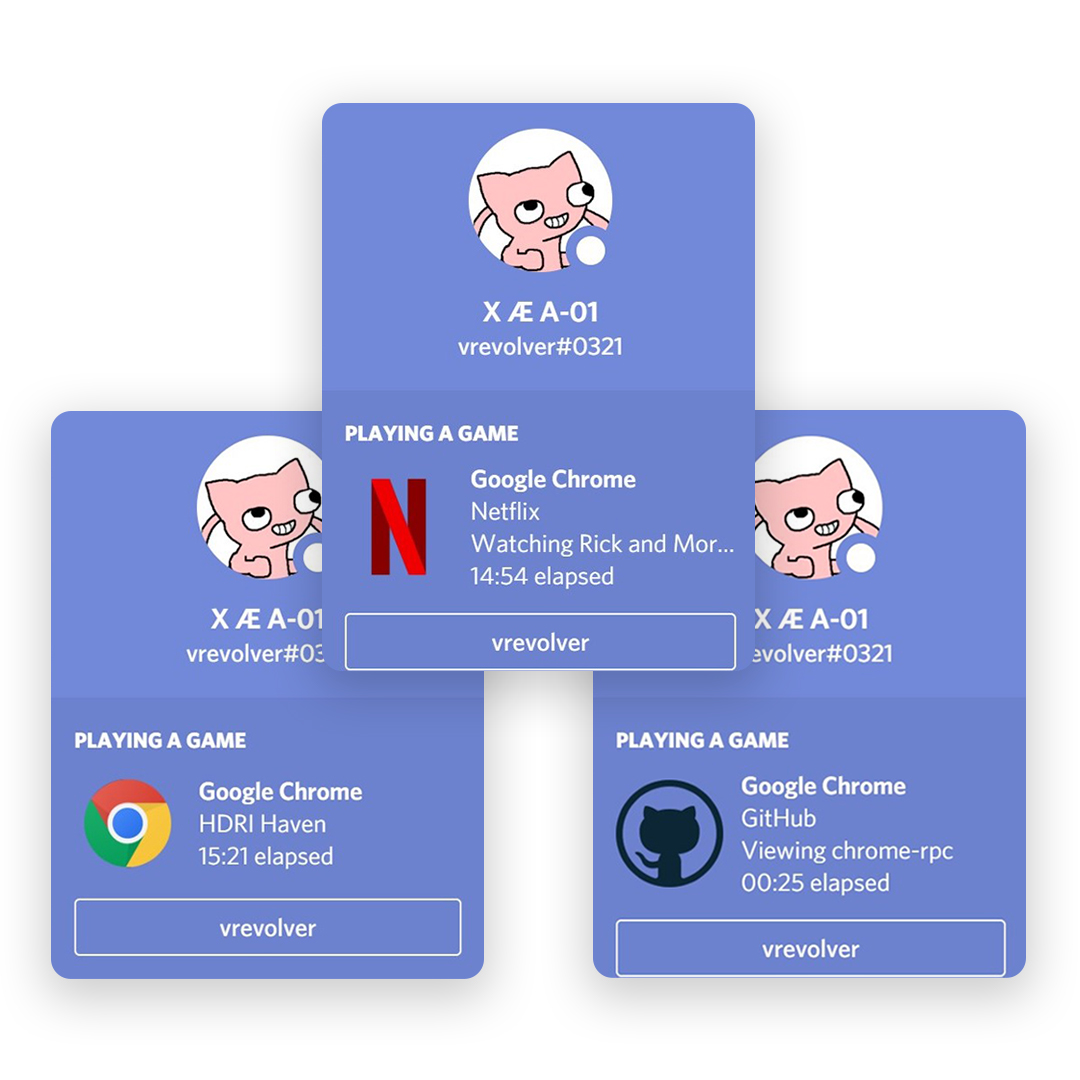 X Æ A-01
vrevolver#0321
PLAYING A GAME
Google Chrome
Netflix
Watching Rick and Mor...
14:54 elapsed
vrevolver
X Æ A-01
vrevolver#03
PLAYING A GAME
Google Chrome
HDRI Haven
15:21 elapsed
vrevolver
X Æ A-01
evolver#0321
PLAYING A GAME
Google Chrome
GitHub
Viewing chrome-rpc
00:25 elapsed
vrevolver